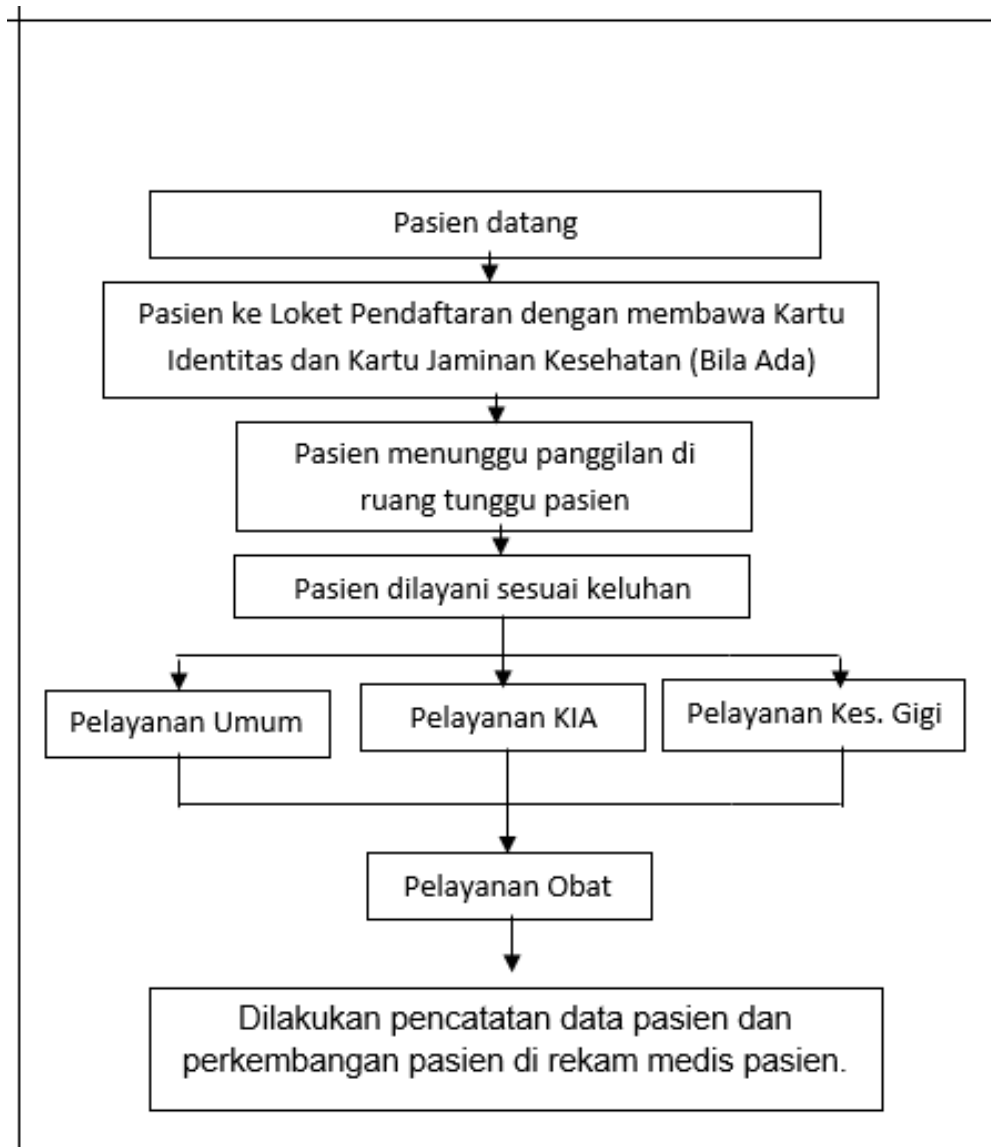 Pasien datang
Pasien ke Loket Pendaftaran dengan membawa Kartu
Identitas dan Kartu Jaminan Kesehatan (Bila Ada)
Pasien menunggu panggilan di
ruang tunggu pasien
Pasien dilayani sesuai keluhan
Pelayanan Umum
Pelayanan KIA
Pelayanan Kes. Gigi
Pelayanan Obat
Dilakukan pencatatan data pasien dan
perkembangan pasien di rekam medis pasien.